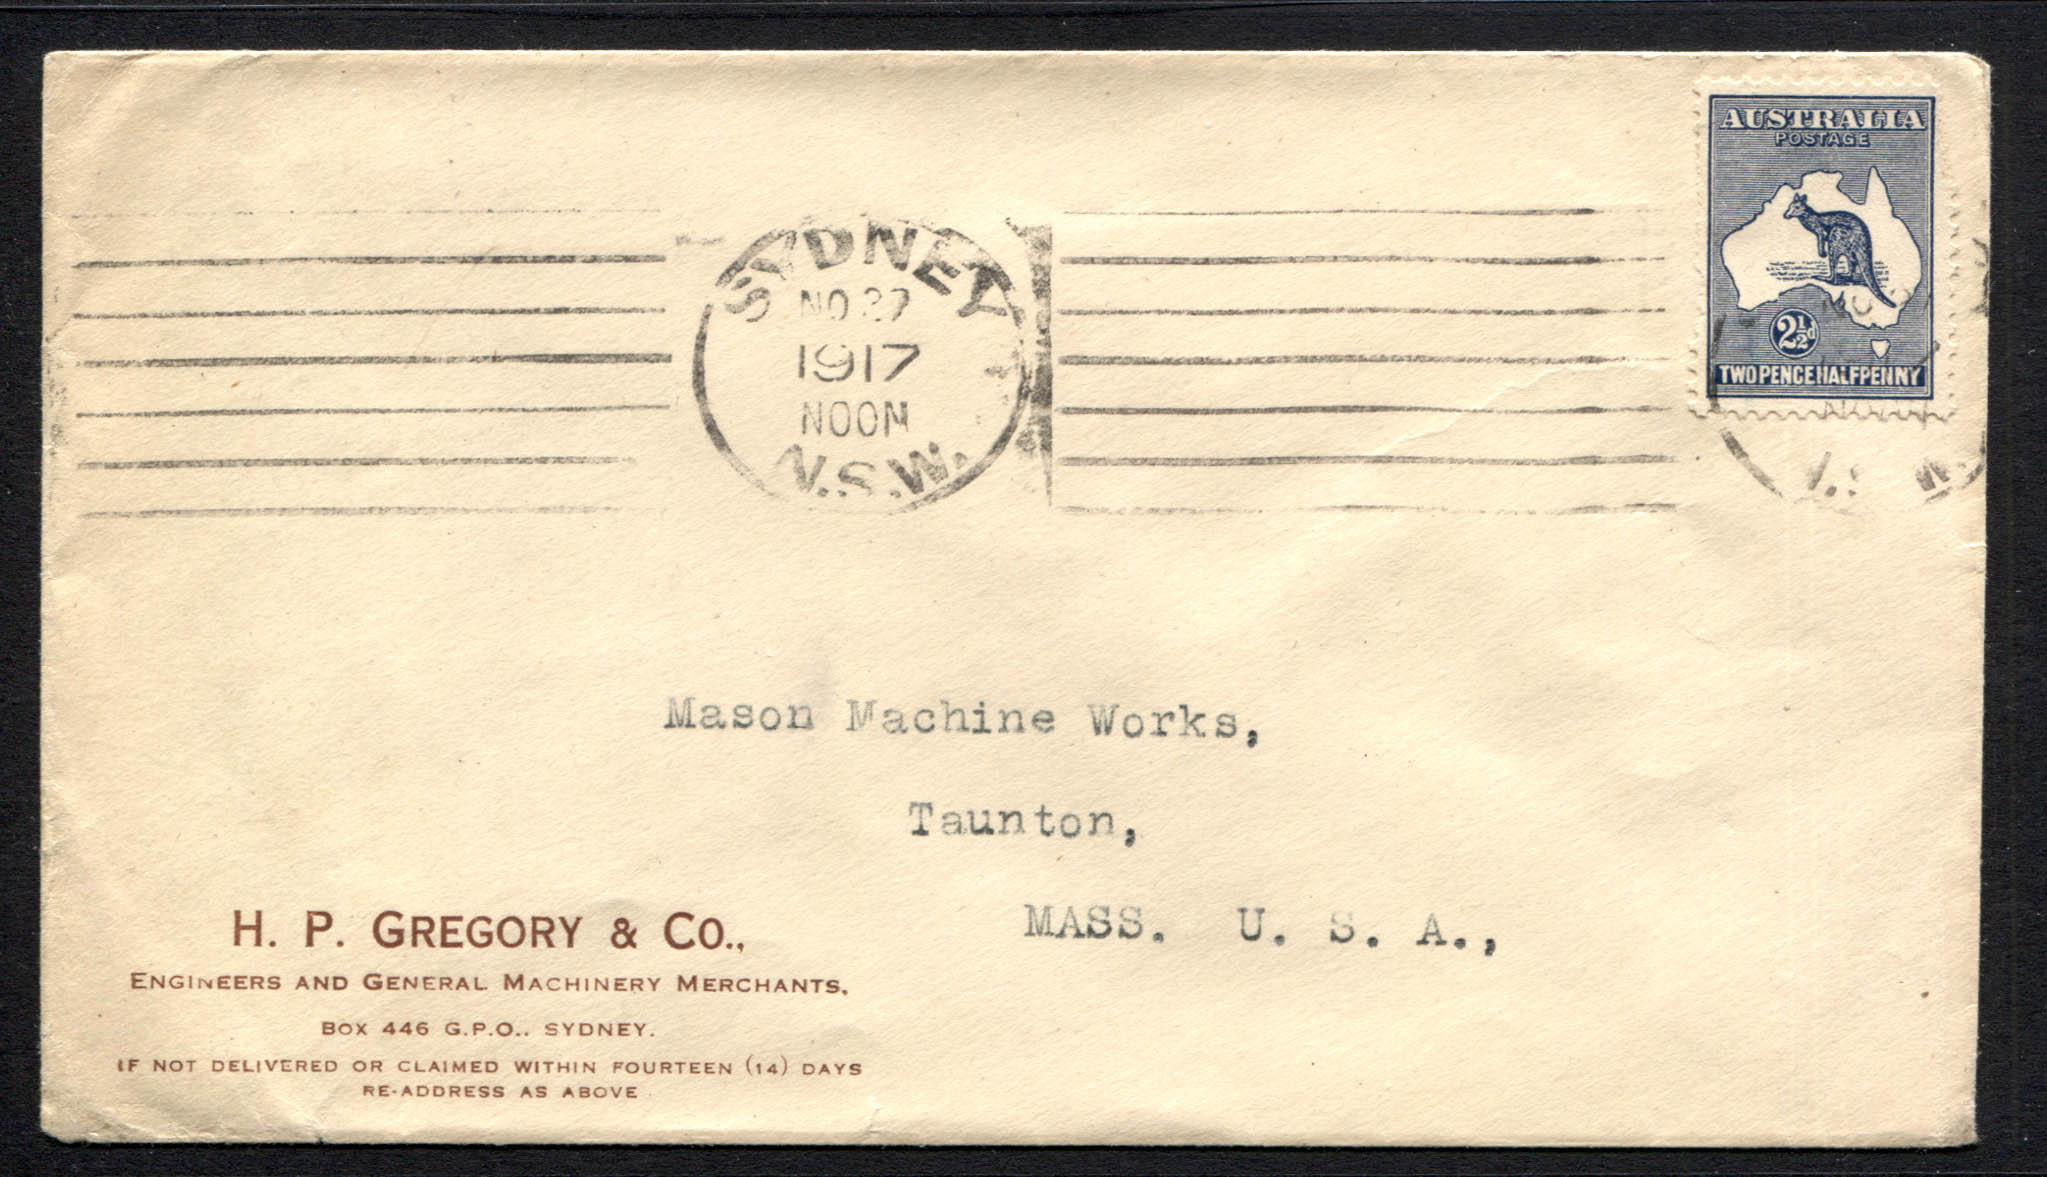 AUSTRALIA
POSTAGE
2½d
TWO PENCE HALFPENNY
SYDNEY
NO 27
1917
NOON
N.S.W.
Mason Machine Works,
Taunton,
MASS. U. S. A.,
H. P. GREGORY & CO.,
ENGINEERS AND GENERAL MACHINERY MERCHANTS.
BOX 446 G.P.O.. SYDNEY.
IF NOT DELIVERED OR CLAIMED WITHIN FOURTEEN (14) DAYS
RE-ADDRESS AS ABOVE